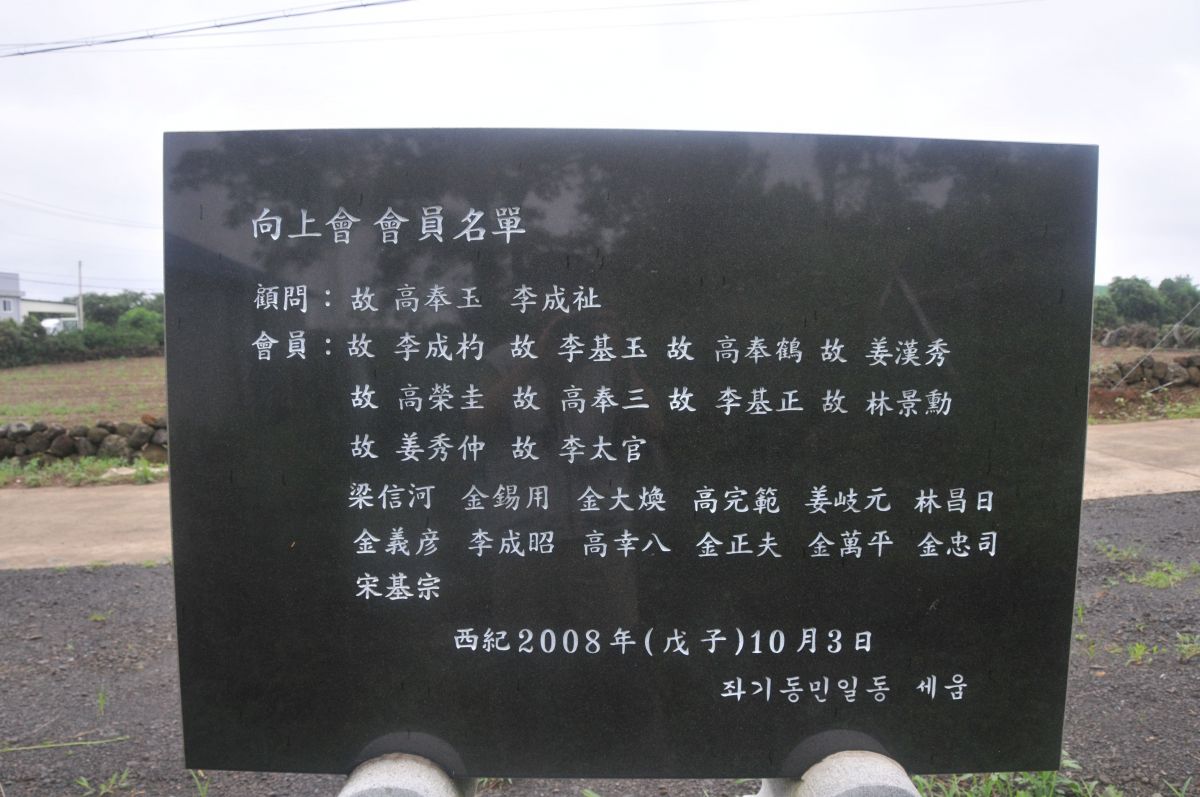 向上會 會員名單
顧問 : 故 高奉玉 李成祉
會員 : 故 李成杓 故 李基玉 故 高奉鶴 故 姜漢秀
故 高榮圭 故 高奉三 故 李基正 故 林景勳
故 姜秀仲 故 李太官
梁信河 金錫用 金大煥 高完範 姜岐元 林昌日
金義彦 李成昭 高幸八 金正夫 金萬平 金忠司
宋基宗
西紀2008年(戊子)10月3日
좌기동민일동 세움